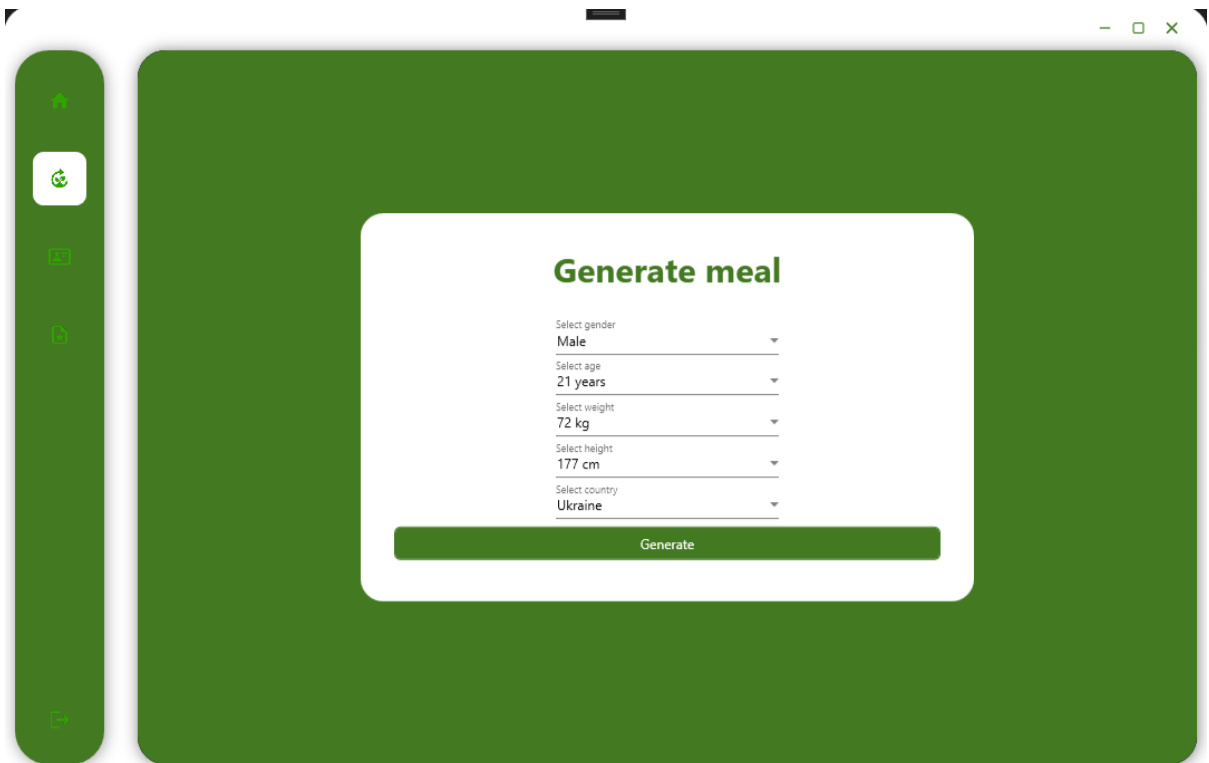 Generate meal
Select gender
Male
Select age
21 years
Select weight
72 kg
Select height
177 cm
Select country
Ukraine
Generate